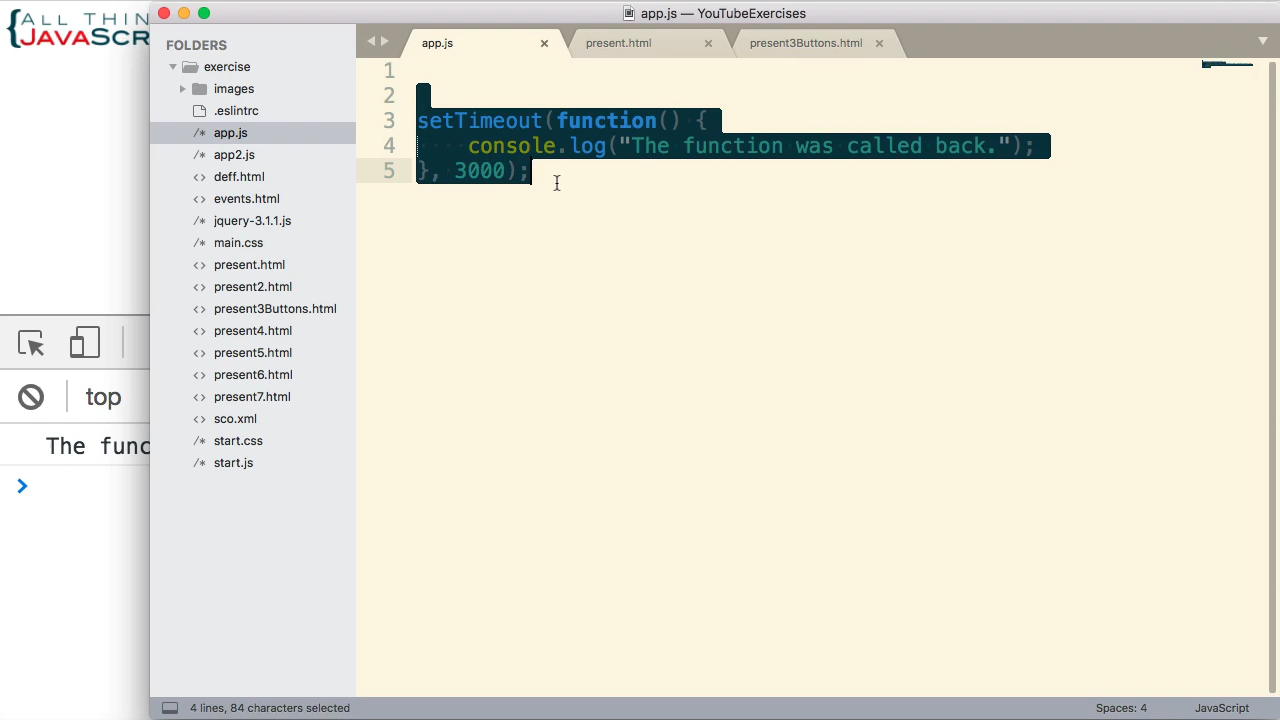 ALL THIN
JAVASCR
app.js — YouTubeExercises
FOLDERS
exercise
images
.eslintrc
app.js
app2.js
deff.html
events.html
jquery-3.1.1.js
main.css
present.html
present2.html
present3Buttons.html
present4.html
present5.html
present6.html
present7.html
sco.xml
start.css
start.js
app.js
present.html
present3Buttons.html
1
2
3 setTimeout(function() {
4 console.log("The function was called back.");
5 }, 3000);
top
The func
4 lines, 84 characters selected
Spaces: 4
JavaScript